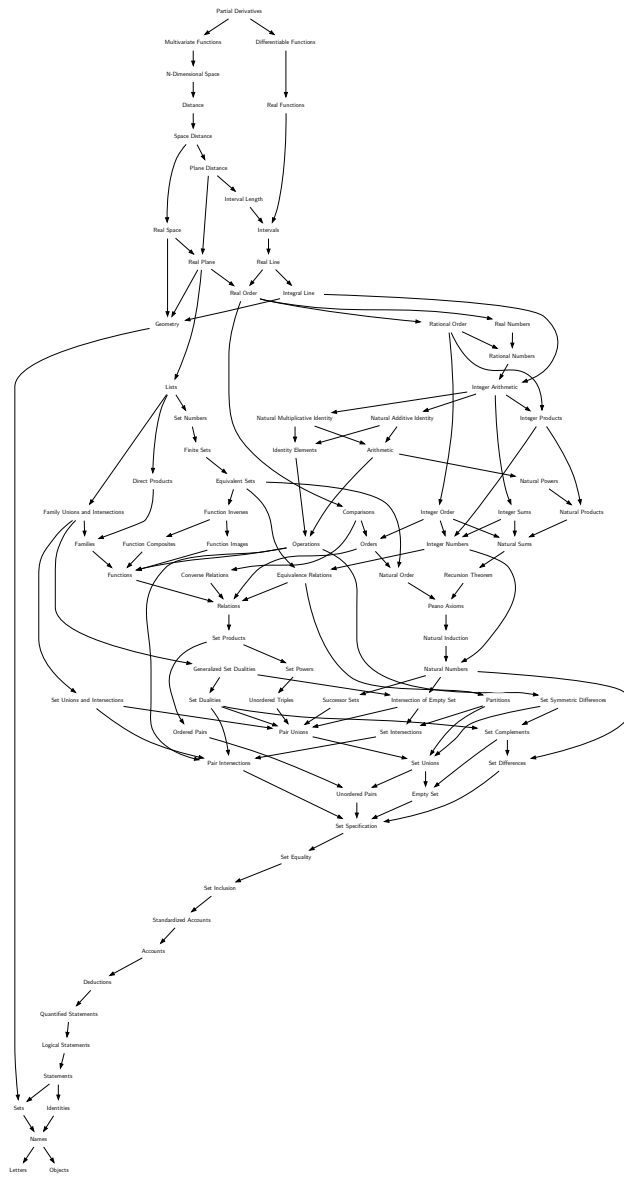 Partial Derivatives
Multivariate Functions
Differentiable Functions
N-Dimensional Space
Distance
Real Functions
Space Distance
Plane Distance
Interval Length
Real Space
Intervals
Real Plane
Real Line
Real Order
Integral Line
Geometry
Rational Order
Real Numbers
Rational Numbers
Lists
Integer Arithmetic
Set Numbers
Natural Multiplicative Identity
Natural Additive Identity
Integer Products
Finite Sets
Identity Elements
Arithmetic
Direct Products
Equivalent Sets
Natural Powers
Family Unions and Intersections
Function Inverses
Comparisons
Integer Order
Integer Sums
Natural Products
Families
Function Composites
Function Images
Operations
Orders
Integer Numbers
Natural Sums
Functions
Converse Relations
Equivalence Relations
Natural Order
Recursion Theorem
Relations
Peano Axioms
Set Products
Natural Induction
Generalized Set Dualities
Set Powers
Natural Numbers
Set Unions and Intersections
Set Dualities
Unordered Triples
Successor Sets
Intersection of Empty Set
Partitions
Set Symmetric Differences
Ordered Pairs
Pair Unions
Set Intersections
Set Complements
Pair Intersections
Set Unions
Set Differences
Unordered Pairs
Empty Set
Set Specification
Set Equality
Set Inclusion
Standardized Accounts
Accounts
Deductions
Quantified Statements
Logical Statements
Statements
Sets
Identities
Names
Letters
Objects